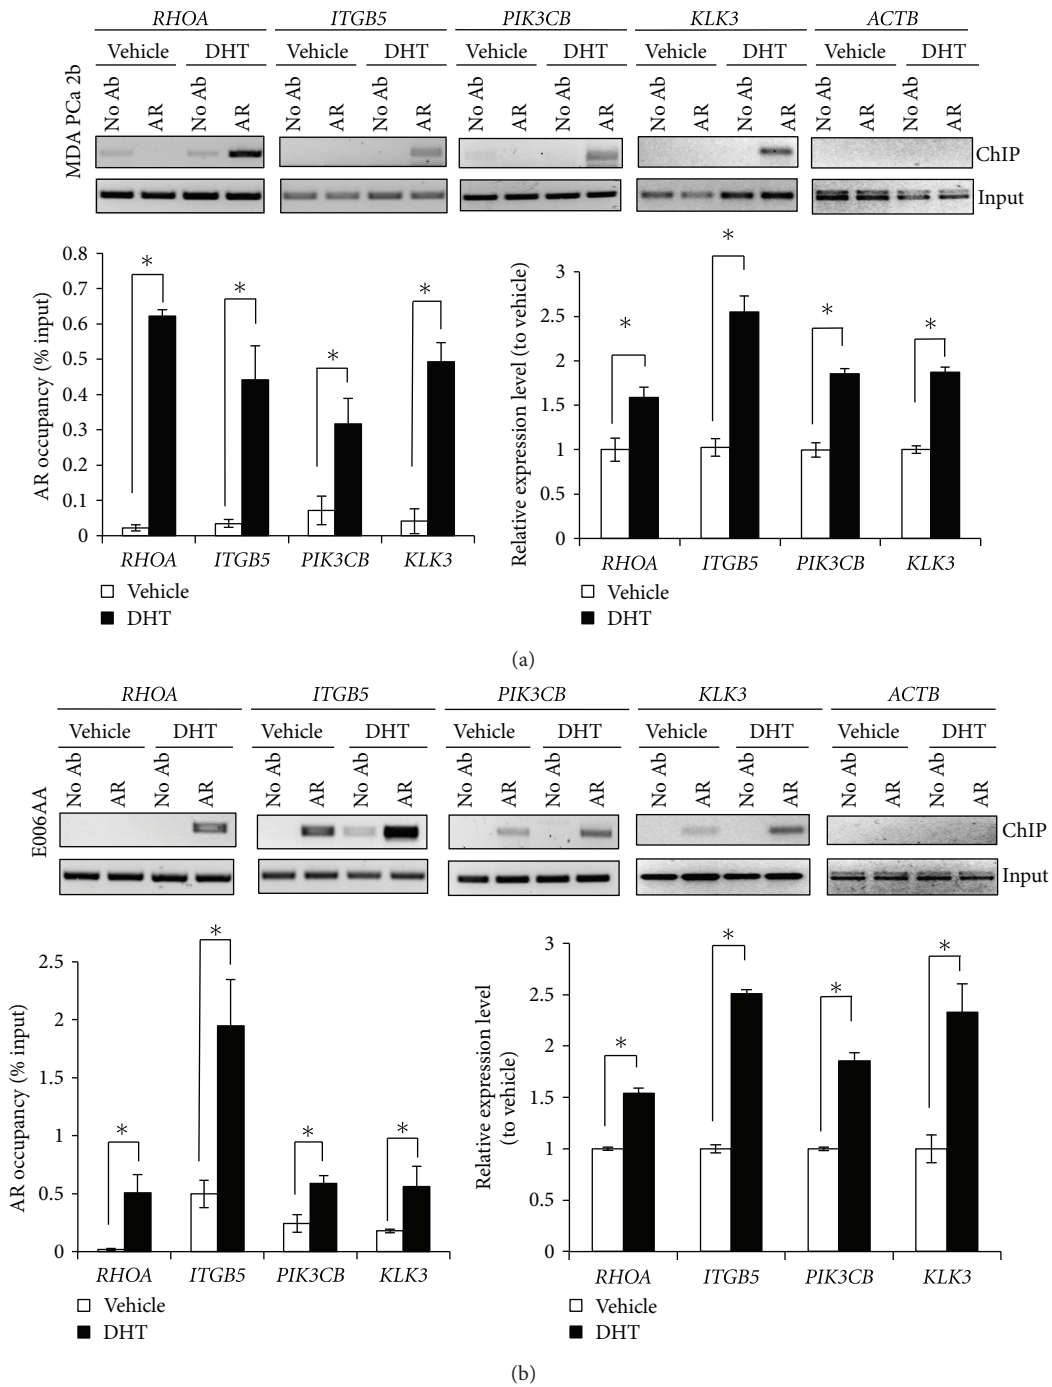 RHOA ITGB5 PIK3CB KLK3 ACTB
Vehicle DHT Vehicle DHT Vehicle DHT Vehicle DHT Vehicle DHT
MDA PCa 2b
No Ab AR No Ab AR No Ab AR No Ab AR No Ab AR No Ab AR No Ab AR No Ab AR No Ab AR No Ab AR
ChIP
Input
AR occupancy (% input)
0.8
0.7
0.6
0.5
0.4
0.3
0.2
0.1
0
* * * *
RHOA ITGB5 PIK3CB KLK3
Vehicle
DHT
Relative expression level (to vehicle)
3
2.5
2
1.5
1
0.5
0
* * * *
RHOA ITGB5 PIK3CB KLK3
Vehicle
DHT
(a)
RHOA ITGB5 PIK3CB KLK3 ACTB
Vehicle DHT Vehicle DHT Vehicle DHT Vehicle DHT Vehicle DHT
E006AA
No Ab AR No Ab AR No Ab AR No Ab AR No Ab AR No Ab AR No Ab AR No Ab AR No Ab AR No Ab AR
ChIP
Input
AR occupancy (% input)
2.5
2
1.5
1
0.5
0
* * * *
RHOA ITGB5 PIK3CB KLK3
Vehicle
DHT
Relative expression level
(to vehicle)
3
2.5
2
1.5
1
0.5
0
* * * *
RHOA ITGB5 PIK3CB KLK3
Vehicle
DHT
(b)